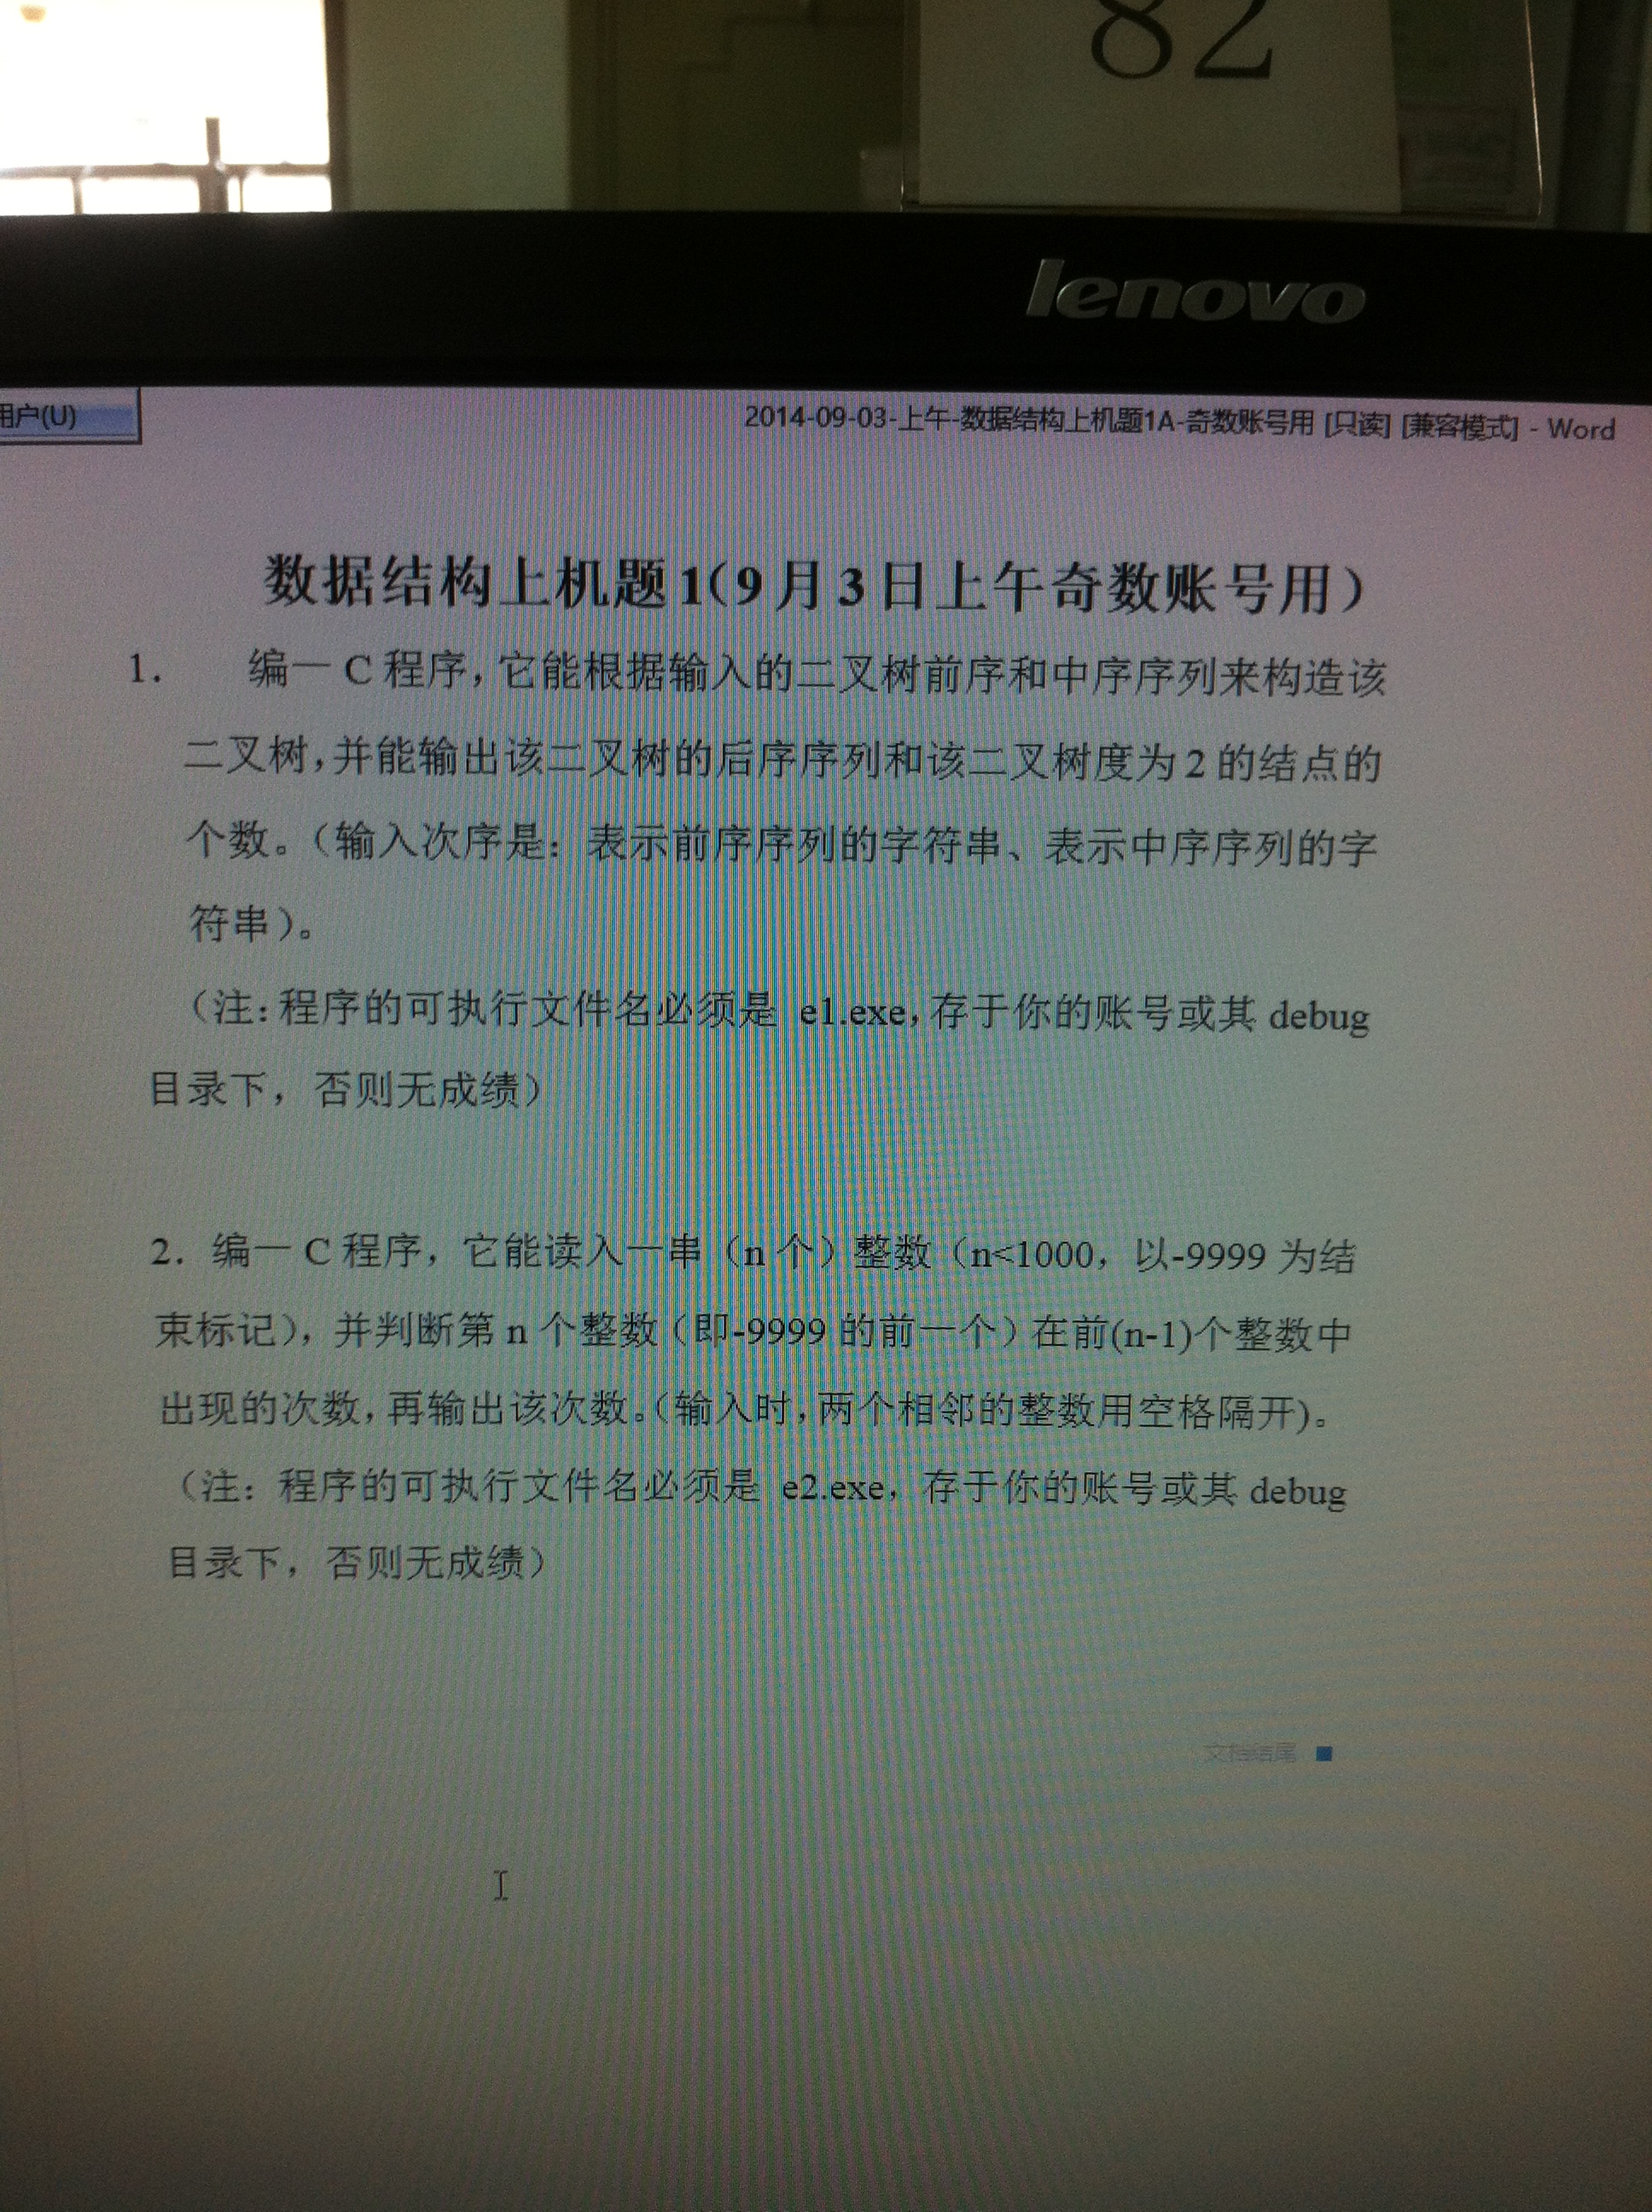 82
lenovo
用户(U)
2014-09-03-上午-数据结构上机题1A-奇数账号用 [只读] [兼容模式] - Word
数据结构上机题1(9月3日上午奇数账号用)
1. 编一C程序,它能根据输入的二叉树前序和中序序列来构造该
二叉树,并能输出该二叉树的后序序列和该二叉树度为2的结点的
个数。(输入次序是:表示前序序列的字符串、表示中序序列的字
符串)。
(注:程序的可执行文件名必须是 e1.exe,存于你的账号或其 debug
目录下,否则无成绩)
2. 编一C程序,它能读入一串(n个)整数(n<1000,以-9999为结
束标记),并判断第n个整数(即-9999的前一个)在前(n-1)个整数中
出现的次数,再输出该次数。(输入时,两个相邻的整数用空格隔开)。
(注:程序的可执行文件名必须是 e2.exe,存于你的账号或其 debug
目录下,否则无成绩)
文档结尾